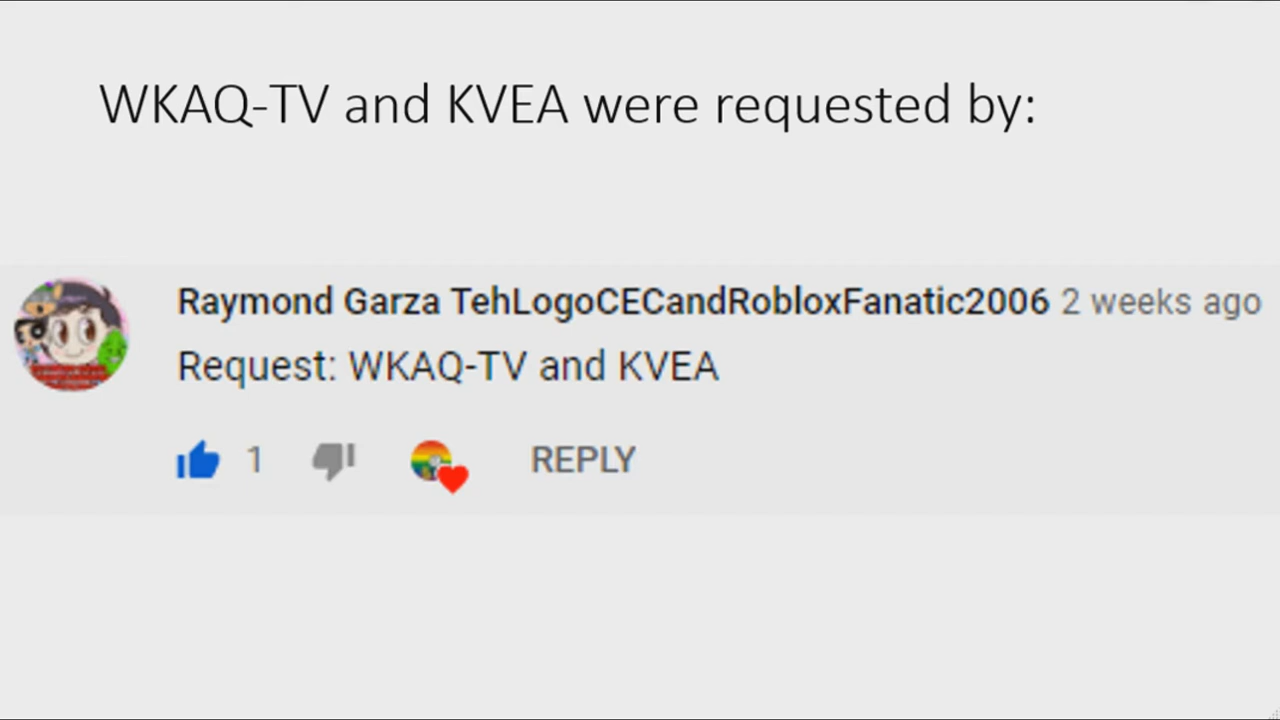 WKAQ-TV and KVEA were requested by:
Raymond Garza TehLogoCECandRobloxFanatic2006 2 weeks ago
Request: WKAQ-TV and KVEA
1 REPLY